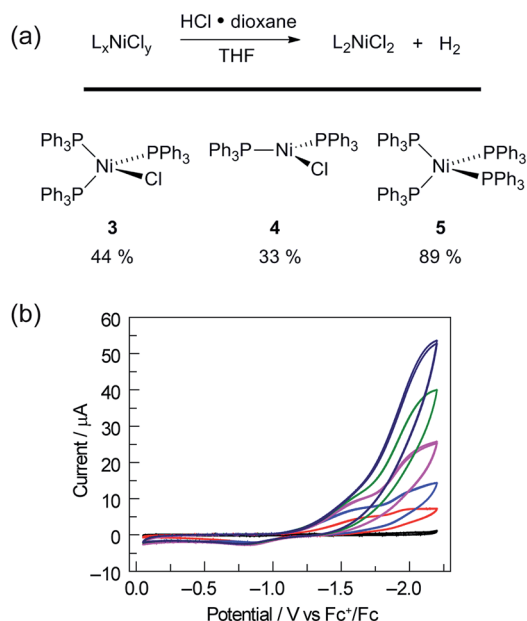 (a)
LₓNiClᵧ
HCl • dioxane
THF
L₂NiCl₂ + H₂
Ph₃P
Ni
PPh₃
Cl
Ph₃P
3
44 %
Ph₃P
Ni
PPh₃
Cl
4
33 %
Ph₃P
Ni
PPh₃
PPh₃
Ph₃P
5
89 %
(b)
Current / μA
60
50
40
30
20
10
0
–10
0.0 –0.5 –1.0 –1.5 –2.0
Potential / V vs Fc⁺/Fc